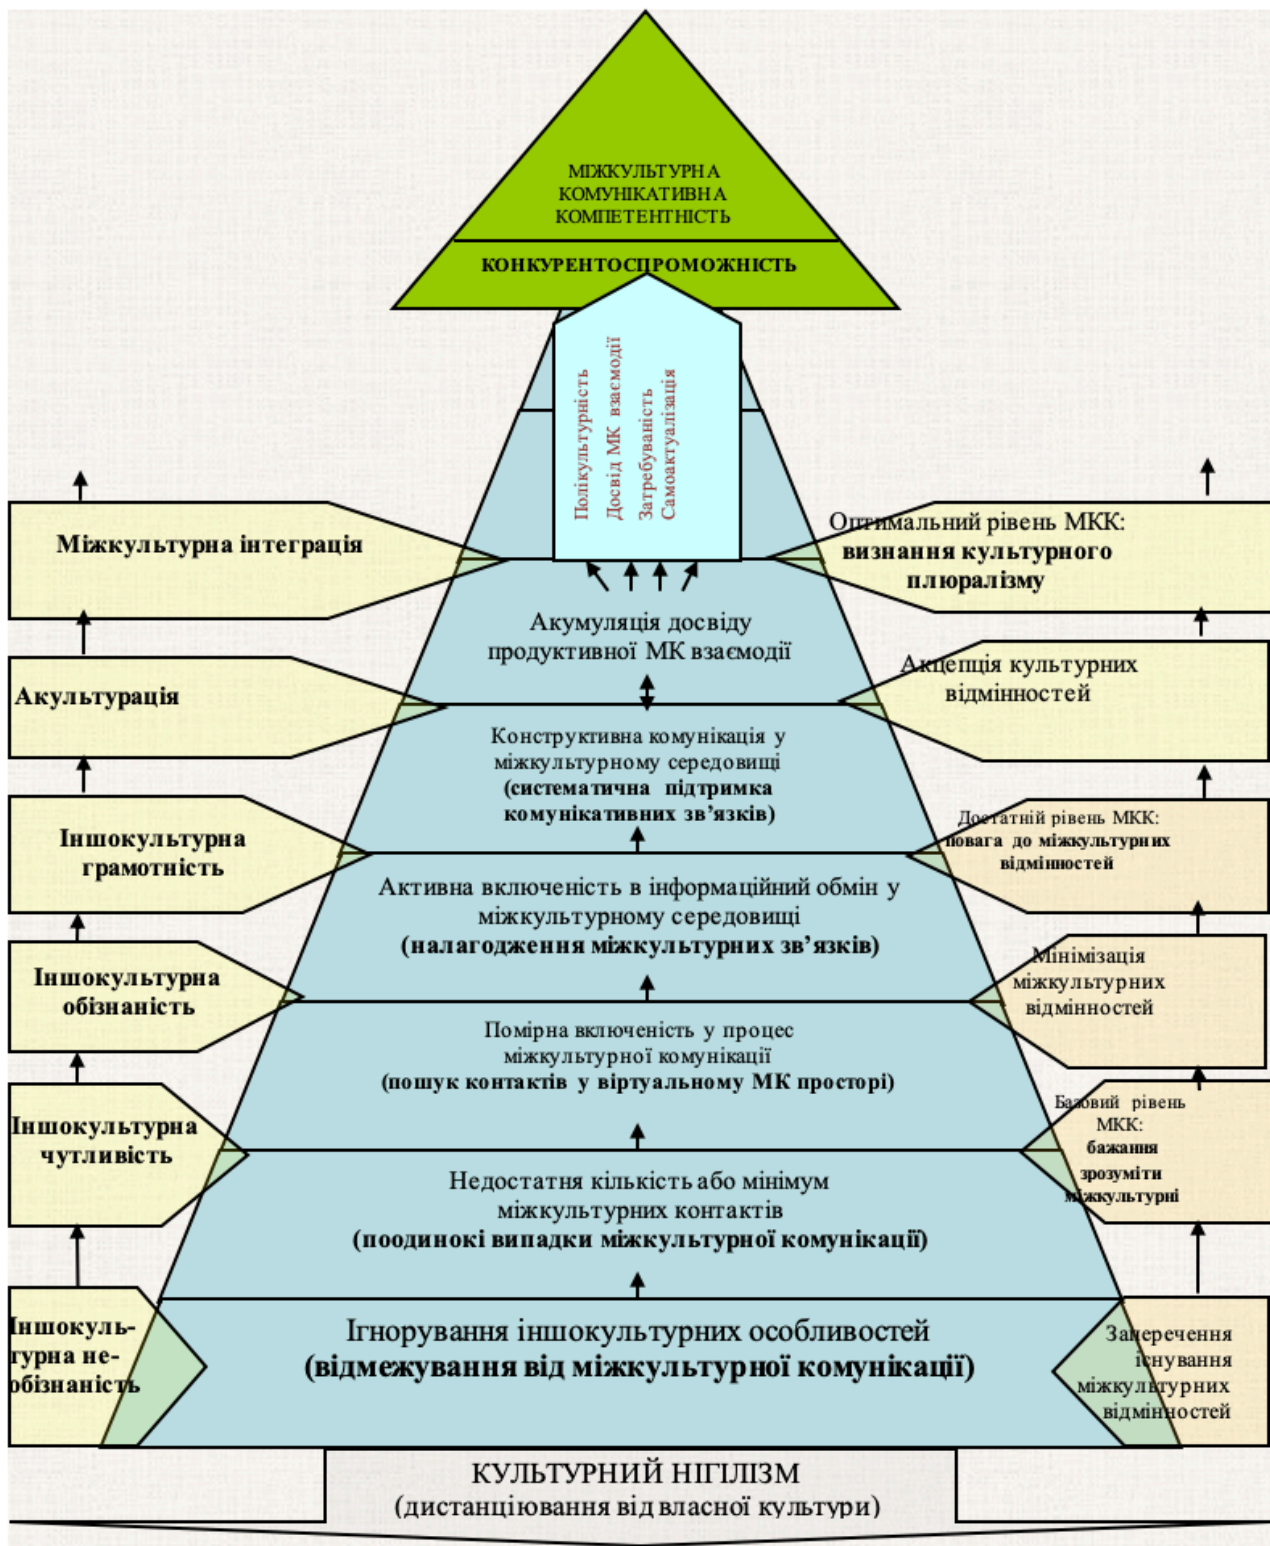 МІЖКУЛЬТУРНА
КОМУНІКАТИВНА
КОМПЕТЕНТНІСТЬ
КОНКУРЕНТОСПРОМОЖНІСТЬ
Полікультурність
Досвід МК взаємодії
Затребуваність
Самоактуалізація
Міжкультурна інтеграція
Оптимальний рівень МКК:
визнання культурного
плюралізму
Акумуляція досвіду
продуктивної МК взаємодії
Акультурація
Акцепція культурних
відмінностей
Конструктивна комунікація у
міжкультурному середовищі
(систематична підтримка
комунікативних зв’язків)
Іншокультурна
грамотність
Достатній рівень МКК:
повага до міжкультурних
відмінностей
Активна включеність в інформаційний обмін у
міжкультурному середовищі
(налагодження міжкультурних зв’язків)
Іншокультурна
обізнаність
Мінімізація
міжкультурних
відмінностей
Помірна включеність у процес
міжкультурної комунікації
(пошук контактів у віртуальному МК просторі)
Іншокультурна
чутливість
Базовий рівень
МКК:
бажання
зрозуміти
міжкультурні
Недостатня кількість або мінімум
міжкультурних контактів
(поодинокі випадки міжкультурної комунікації)
Іншокуль-
турна не-
обізнаність
Ігнорування іншокультурних особливостей
(відмежування від міжкультурної комунікації)
Заперечення
існування
міжкультурних
відмінностей
КУЛЬТУРНИЙ НІГІЛІЗМ
(дистанціювання від власної культури)